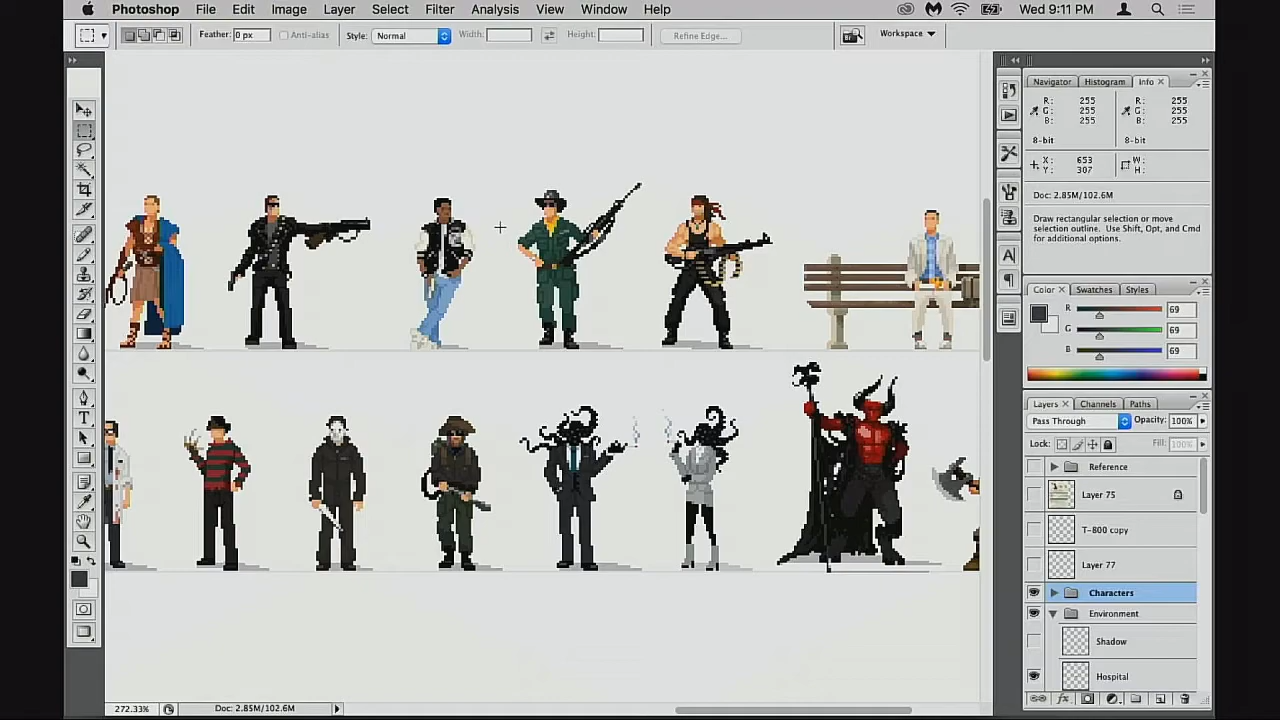 Photoshop File Edit Image Layer Select Filter Analysis View Window Help Wed 9:11 PM
Feather: 0 px Anti-alias Style: Normal Width: Height: Refine Edge... Workspace
Navigator Histogram Info
R: 255 R: 255
G: 255 G: 255
B: 255 B: 255
8-bit 8-bit
X: 653 W:
Y: 307 H:
Doc: 2.85M/102.6M
Draw rectangular selection or move
selection outline. Use Shift, Opt, and Cmd
for additional options.
Color Swatches Styles
R 69
G 69
B 69
Layers Channels Paths
Pass Through Opacity: 100%
Lock: Fill: 100%
Reference
Layer 75
T-800 copy
Layer 77
Characters
Environment
Shadow
Hospital
272.33% Doc: 2.85M/102.6M